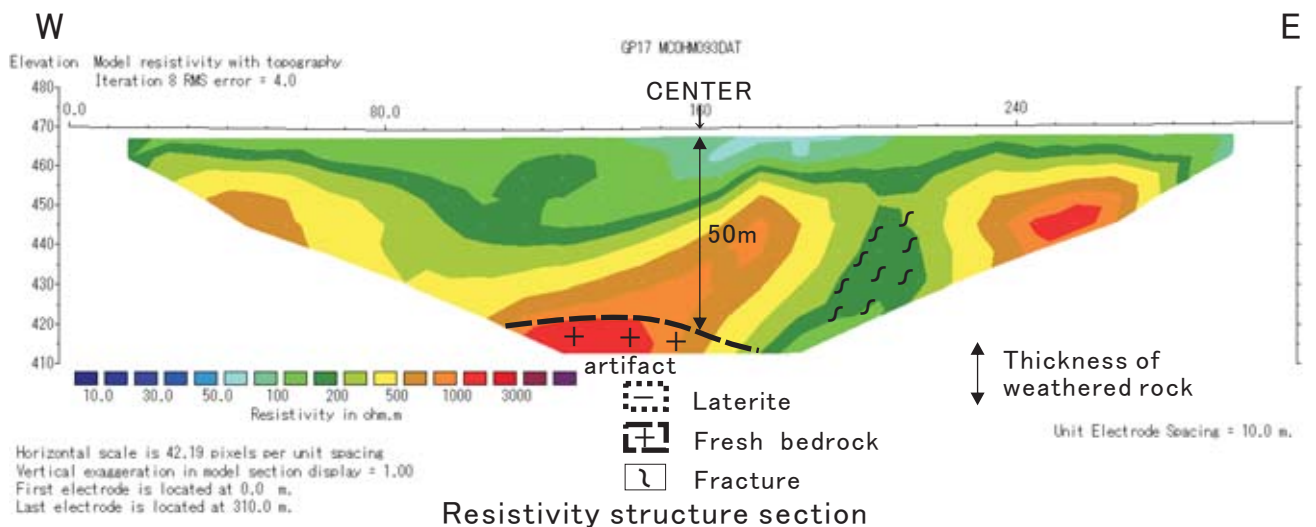 W
E
GP17 MCOHM093DAT
Elevation Model resistivity with topography
Iteration 8 RMS error = 4.0
CENTER
480
470
460
450
440
430
420
410
0.0 80.0 160 240
50m
artifact
10.0 30.0 50.0 100 200 500 1000 3000
Resistivity in ohm.m
Laterite
Fresh bedrock
Fracture
Thickness of
weathered rock
Unit Electrode Spacing = 10.0 m.
Horizontal scale is 42.19 pixels per unit spacing
Vertical exaggeration in model section display = 1.00
First electrode is located at 0.0 m.
Last electrode is located at 310.0 m.
Resistivity structure section